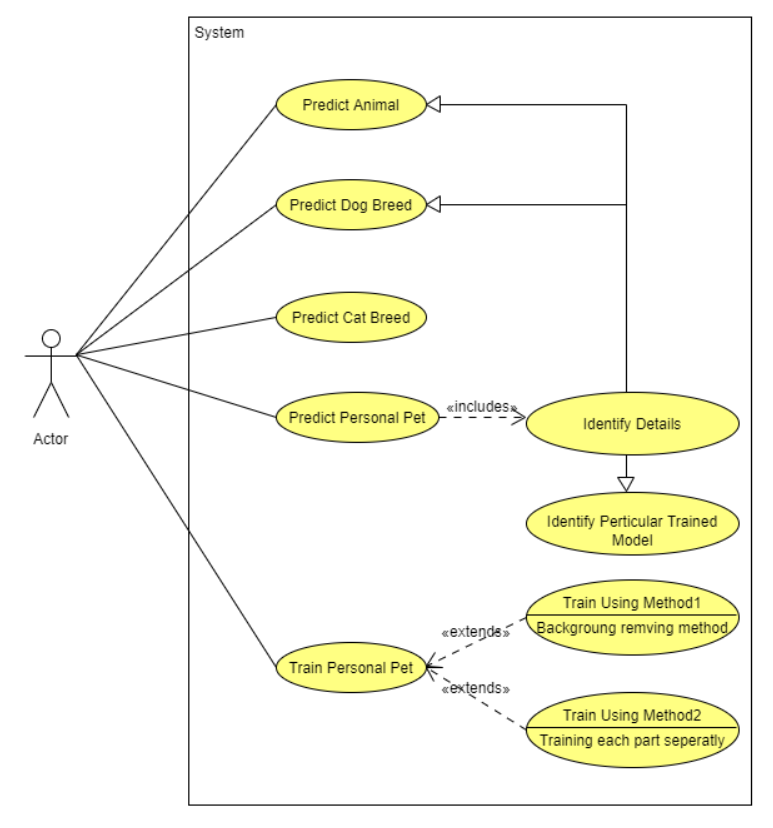 System
Predict Animal
Predict Dog Breed
Predict Cat Breed
Predict Personal Pet
«includes»
Identify Details
Actor
Identify Perticular Trained
Model
Train Using Method1
Backgroung remving method
«extends»
Train Personal Pet
«extends»
Train Using Method2
Training each part seperatly